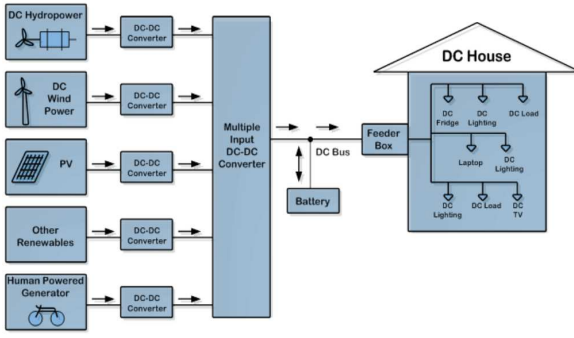 DC Hydropower
DC-DC
Converter
DC
Wind
Power
DC-DC
Converter
PV
DC-DC
Converter
Other
Renewables
DC-DC
Converter
Human Powered
Generator
DC-DC
Converter
Multiple
Input
DC-DC
Converter
DC Bus
Battery
Feeder
Box
DC House
DC
Fridge
DC
Lighting
DC Load
Laptop
DC
Lighting
DC
Lighting
DC Load
DC
TV